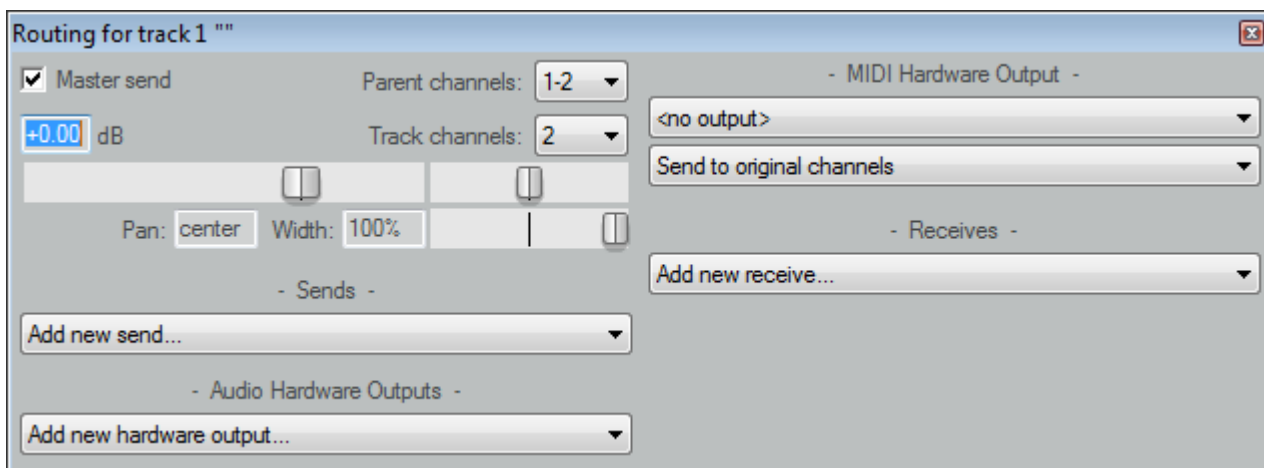 Routing for track 1 ""
Master send
Parent channels: 1-2
+0.00 dB
Track channels: 2
Pan: center Width: 100%
- Sends -
Add new send...
- Audio Hardware Outputs -
Add new hardware output...
- MIDI Hardware Output -
<no output>
Send to original channels
- Receives -
Add new receive...